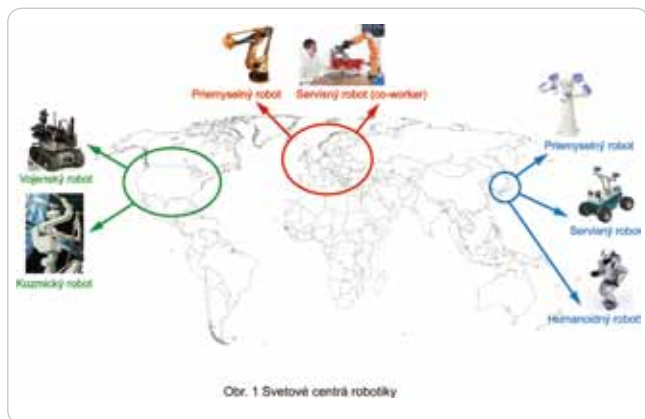 Priemyselný robot
Servisný robot (co-worker)
Vojenský robot
Kozmický robot
Priemyselný robot
Servisný robot
Humanoidný robot
Obr. 1 Svetové centrá robotiky